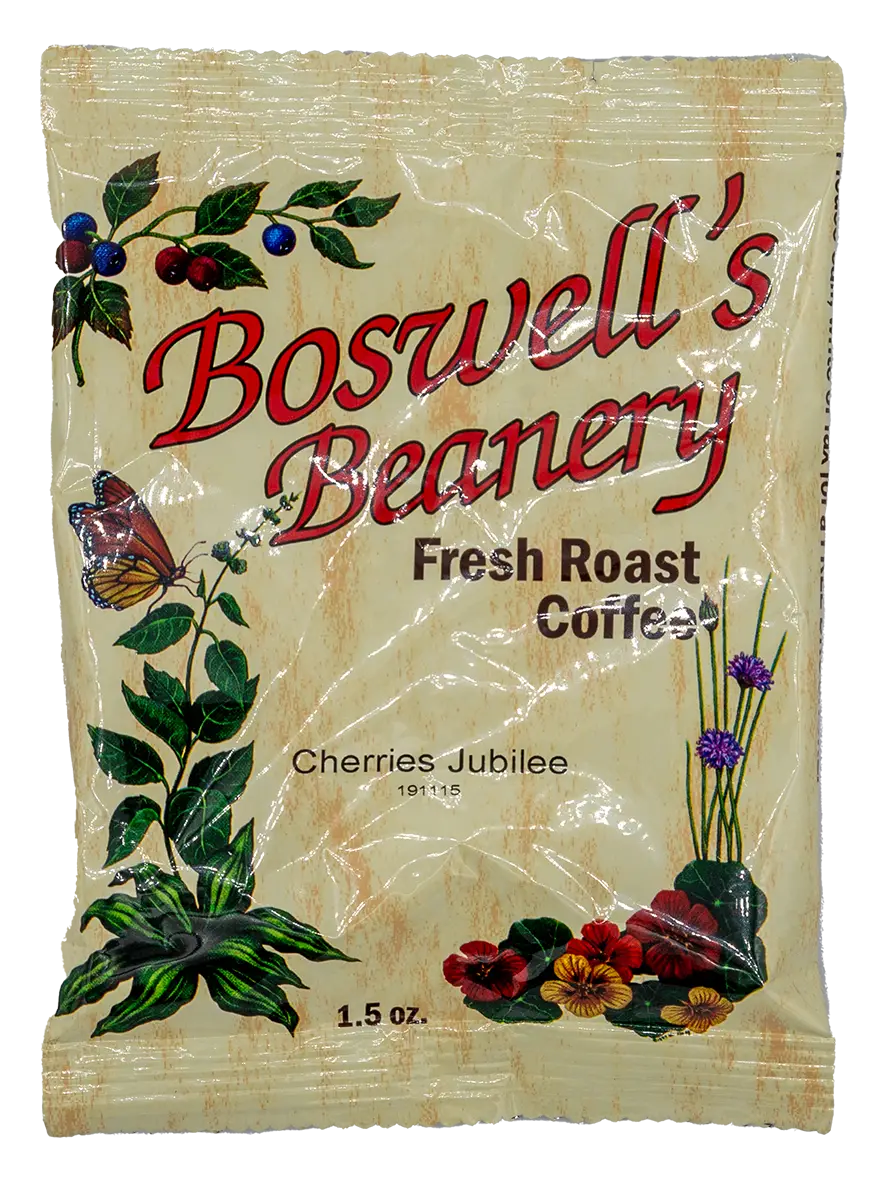 Boswell's
Beanery
Fresh Roast
Coffee
Cherries Jubilee
191115
1.5 oz.